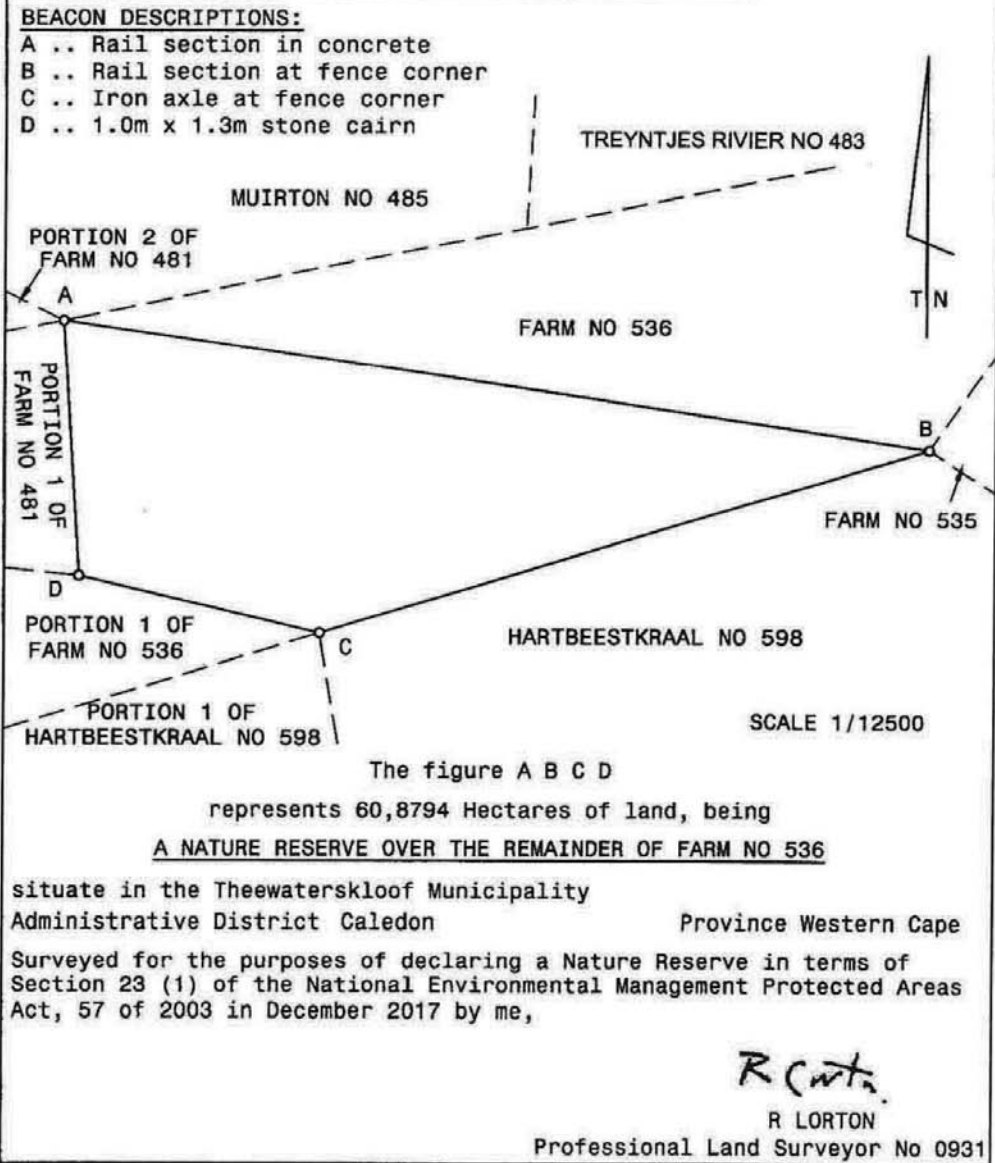 BEACON DESCRIPTIONS:
A .. Rail section in concrete
B .. Rail section at fence corner
C .. Iron axle at fence corner
D .. 1.0m x 1.3m stone cairn
TREYNTJES RIVIER NO 483
MUIRTON NO 485
PORTION 2 OF
FARM NO 481
A
T N
FARM NO 536
PORTION 1 OF
FARM NO 481
B
FARM NO 535
D
PORTION 1 OF
FARM NO 536
C
HARTBEESTKRAAL NO 598
PORTION 1 OF
HARTBEESTKRAAL NO 598
SCALE 1/12500
The figure A B C D
represents 60,8794 Hectares of land, being
A NATURE RESERVE OVER THE REMAINDER OF FARM NO 536
situate in the Theewaterskloof Municipality
Administrative District Caledon Province Western Cape
Surveyed for the purposes of declaring a Nature Reserve in terms of
Section 23 (1) of the National Environmental Management Protected Areas
Act, 57 of 2003 in December 2017 by me,
R LORTON
Professional Land Surveyor No 0931